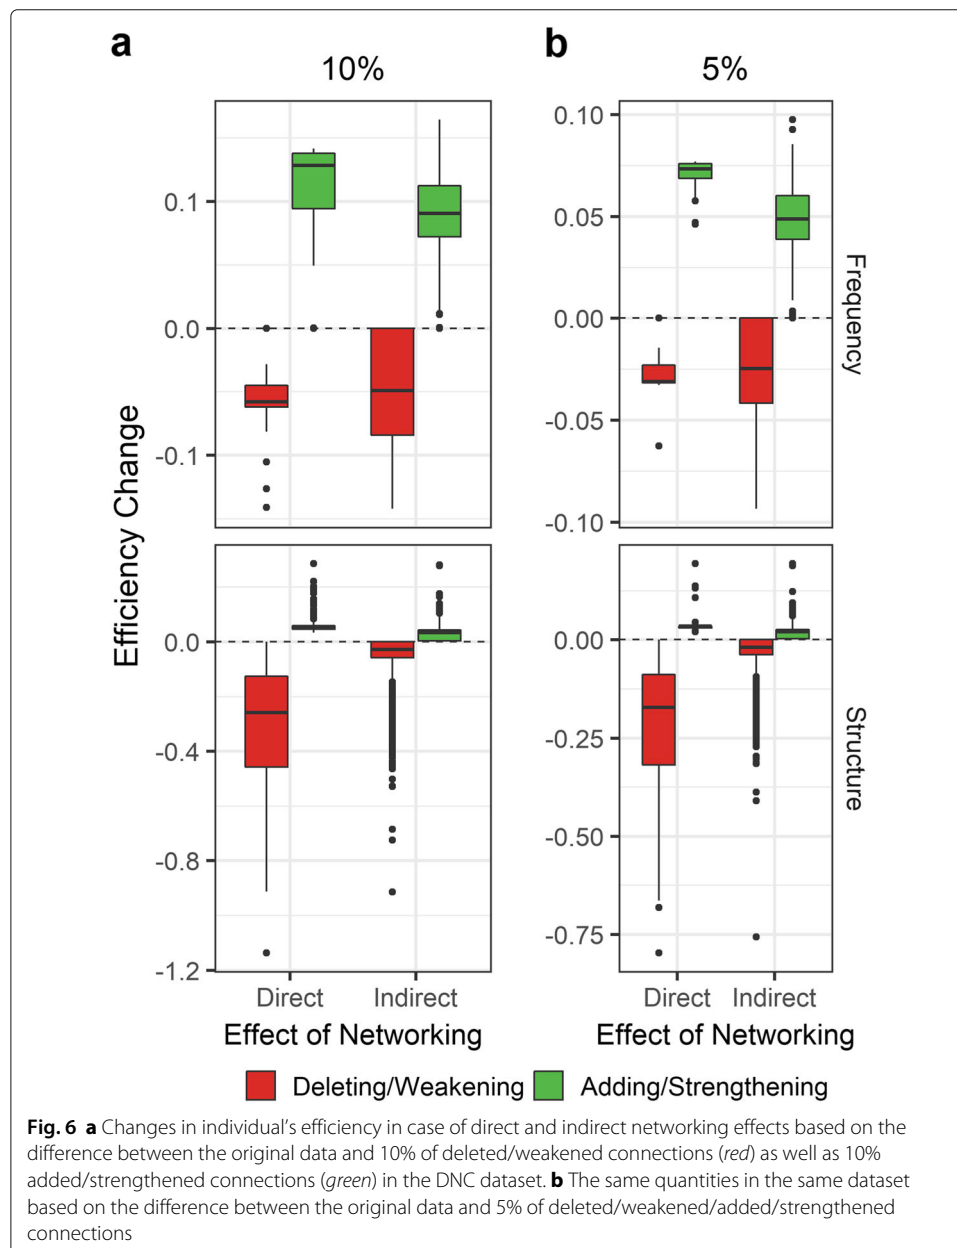 a
b
10%
5%
0.1
0.0
-0.1
0.10
0.05
0.00
-0.05
-0.10
Frequency
Efficiency Change
0.0
-0.4
-0.8
-1.2
0.00
-0.25
-0.50
-0.75
Structure
Direct Indirect
Direct Indirect
Effect of Networking
Effect of Networking
Deleting/Weakening Adding/Strengthening
Fig. 6 a Changes in individual's efficiency in case of direct and indirect networking effects based on the
difference between the original data and 10% of deleted/weakened connections (red) as well as 10%
added/strengthened connections (green) in the DNC dataset. b The same quantities in the same dataset
based on the difference between the original data and 5% of deleted/weakened/added/strengthened
connections